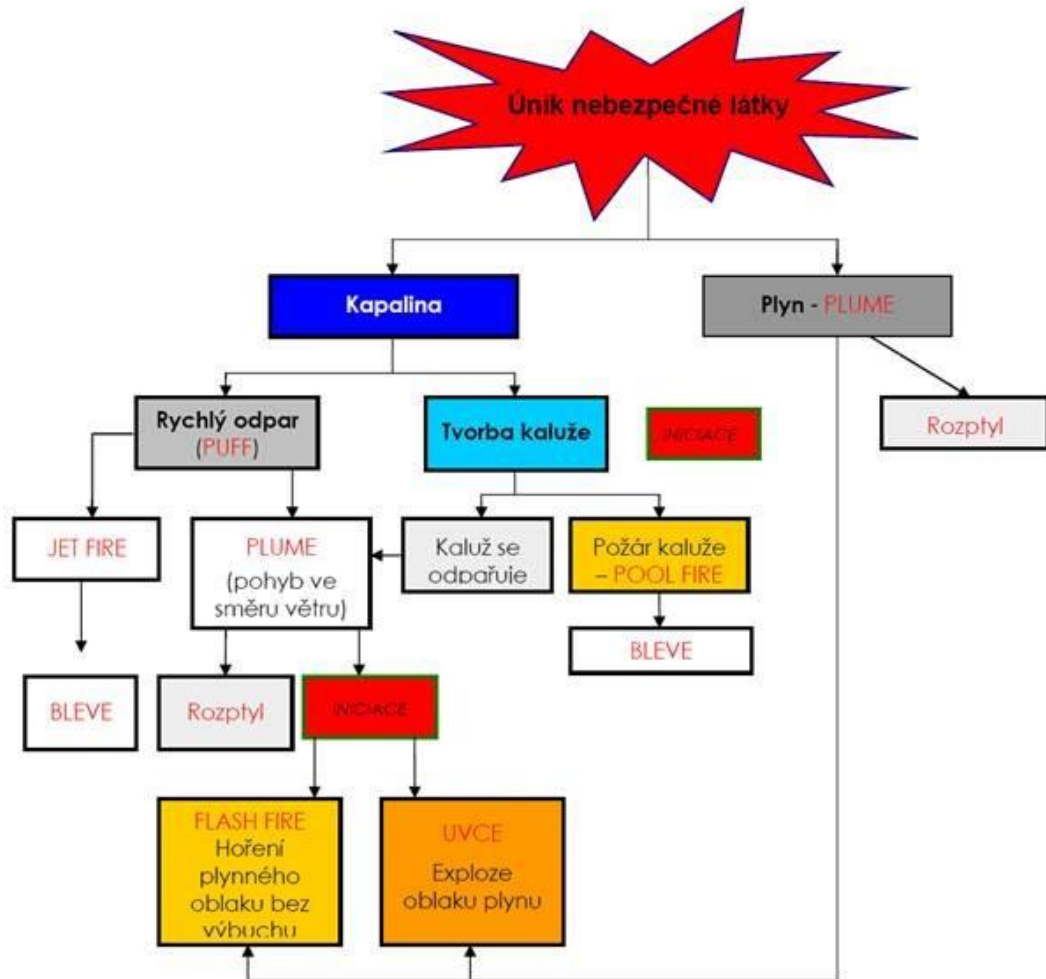 Únik nebezpečné látky
Kapalina
Plyn - PLUME
Rychlý odpar
(PUFF)
Tvorba kaluže
INICIACE
Rozptyl
JET FIRE
PLUME
(pohyb ve
směru větru)
Kaluž se
odpařuje
Požár kaluže
– POOL FIRE
BLEVE
BLEVE
Rozptyl
INICIACE
FLASH FIRE
Hoření
plynného
oblaku bez
výbuchu
UVCE
Exploze
oblaku plynu